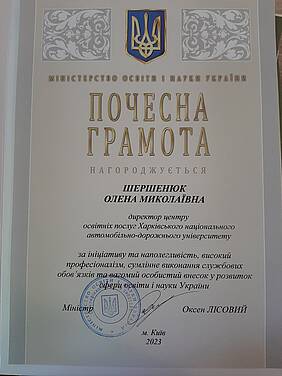 МІНІСТЕРСТВО ОСВІТИ І НАУКИ УКРАЇНИ
ПОЧЕСНА
ГРАМОТА
НАГОРОДЖУЄТЬСЯ
ШЕРШЕНЮК
ОЛЕНА МИКОЛАЇВНА
директор центру
освітніх послуг Харківського національного
автомобільно-дорожнього університету
за ініціативу та наполегливість, високий
професіоналізм, сумлінне виконання службових
обов'язків та вагомий особистий внесок у розвиток
сфери освіти і науки України
Міністр Оксен ЛІСОВИЙ
м. Київ
2023